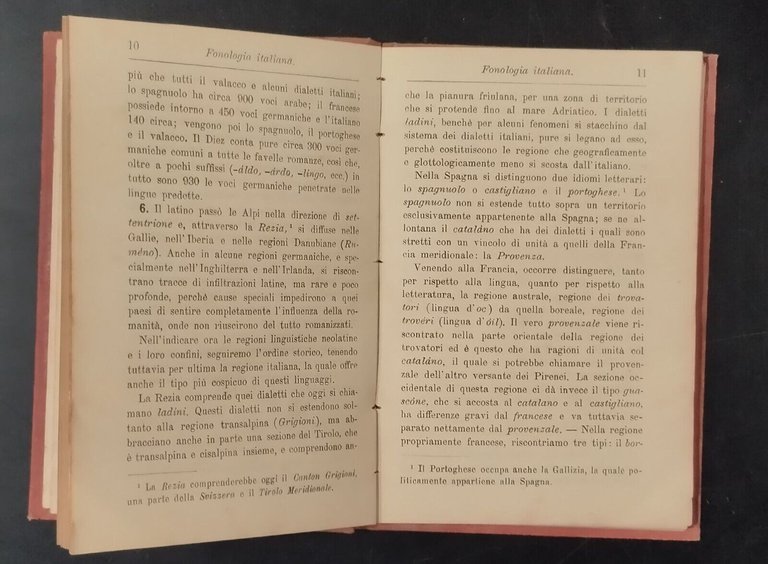 10
Fonologia italiana.
più che tutti il valacco e alcuni dialetti italiani;
lo spagnuolo ha circa 900 voci arabe; il francese
possiede intorno a 450 voci germaniche e l'italiano
140 circa; vengono poi lo spagnuolo, il portoghese
e il valacco. Il Diez conta pure circa 300 voci ger-
maniche comuni a tutte le favelle romanze, così che,
oltre a pochi suffissi (-áldo, -árdo, -lingo, ecc.) in
tutto sono 930 le voci germaniche penetrate nelle
lingue predette.
6. Il latino passò le Alpi nella direzione di set-
tentrione e, attraverso la Rezia,¹ si diffuse nelle
Gallie, nell'Iberia e nelle regioni Danubiane (Ru-
méno). Anche in alcune regioni germaniche, e spe-
cialmente nell'Inghilterra e nell'Irlanda, si riscon-
trano tracce di infiltrazioni latine, ma rare e poco
profonde, perchè cause speciali impedirono a quei
paesi di sentire completamente l'influenza della ro-
manità, onde non riuscirono del tutto romanizzati.
Nell'indicare ora le regioni linguistiche neolatine
e i loro confini, seguiremo l'ordine storico, tenendo
tuttavia per ultima la regione italiana, la quale offre
anche il tipo più cospicuo di questi linguaggi.
La Rezia comprende quei dialetti che oggi si chia-
mano ladini. Questi dialetti non si estendono sol-
tanto alla regione transalpina (Grigioni), ma ab-
bracciano anche in parte una sezione del Tirolo, che
è transalpina e cisalpina insieme, e comprendono an-
¹ La Rezia comprenderebbe oggi il Canton Grigioni,
una parte della Svizzera e il Tirolo Meridionale.
Fonologia italiana.
11
che la pianura friulana, per una zona di territorio
che si protende fino al mare Adriatico. I dialetti
ladini, benchè per alcuni fenomeni si stacchino dal
sistema dei dialetti italiani, pure si legano ad esso,
perchè costituiscono le regione che geograficamente
e glottologicamente meno si scosta dall'italiano.
Nella Spagna si distinguono due idiomi letterari:
lo spagnuolo o castigliano e il portoghese.¹ Lo
spagnuolo non si estende tutto sopra un territorio
esclusivamente appartenente alla Spagna; se ne al-
lontana il cataláno che ha dei dialetti i quali sono
stretti con un vincolo di unità a quelli della Fran-
cia meridionale: la Provenza.
Venendo alla Francia, occorre distinguere, tanto
per rispetto alla lingua, quanto per rispetto alla
letteratura, la regione australe, regione dei trova-
tori (lingua d'oc) da quella boreale, regione dei
trovéri (lingua d'óil). Il vero provenzale viene ri-
scontrato nella parte orientale della regione dei
trovatori ed è questo che ha ragioni di unità col
cataláno, il quale si potrebbe chiamare il proven-
zale dell'altro versante dei Pirenei. La sezione oc-
cidentale di questa regione ci dà invece il tipo gua-
scóne, che si accosta al catalano e al castigliano,
ha differenze gravi dal francese e va tuttavia se-
parato nettamente dal provenzale. — Nella regione
propriamente francese, riscontriamo tre tipi: il bor-
¹ Il Portoghese occupa anche la Gallizia, la quale po-
liticamente appartiene alla Spagna.